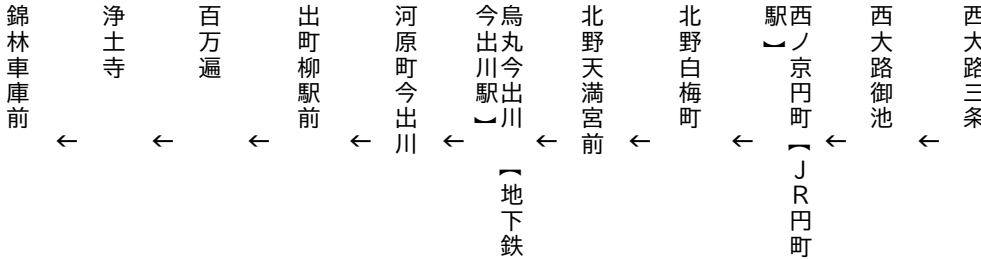 西大路三条
←
西大路御池
←
西ノ京円町【JR円町
駅】
←
北野白梅町
←
北野天満宮前
←
烏丸今出川【地下鉄
今出川駅】
←
河原町今出川
←
出町柳駅前
←
百万遍
←
浄土寺
←
錦林車庫前